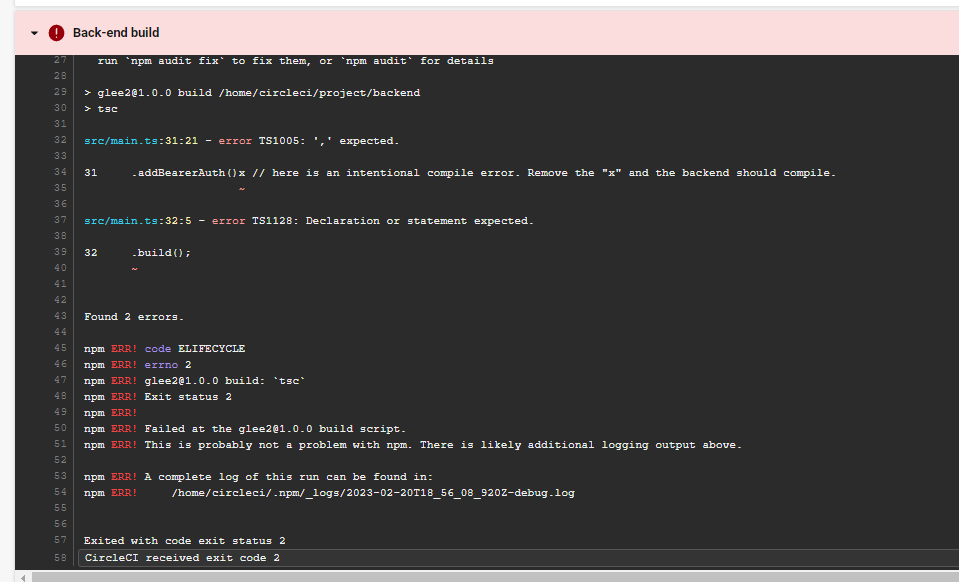 Back-end build
27 run `npm audit fix` to fix them, or `npm audit` for details
28
29 > glee2@1.0.0 build /home/circleci/project/backend
30 > tsc
31
32 src/main.ts:31:21 - error TS1005: ',' expected.
33
34 31     .addBearerAuth()x // here is an intentional compile error. Remove the "x" and the backend should compile.
35                        ~
36
37 src/main.ts:32:5 - error TS1128: Declaration or statement expected.
38
39 32     .build();
40        ~
41
42
43 Found 2 errors.
44
45 npm ERR! code ELIFECYCLE
46 npm ERR! errno 2
47 npm ERR! glee2@1.0.0 build: `tsc`
48 npm ERR! Exit status 2
49 npm ERR!
50 npm ERR! Failed at the glee2@1.0.0 build script.
51 npm ERR! This is probably not a problem with npm. There is likely additional logging output above.
52
53 npm ERR! A complete log of this run can be found in:
54 npm ERR!     /home/circleci/.npm/_logs/2023-02-20T18_56_08_920Z-debug.log
55
56
57 Exited with code exit status 2
58 CircleCI received exit code 2